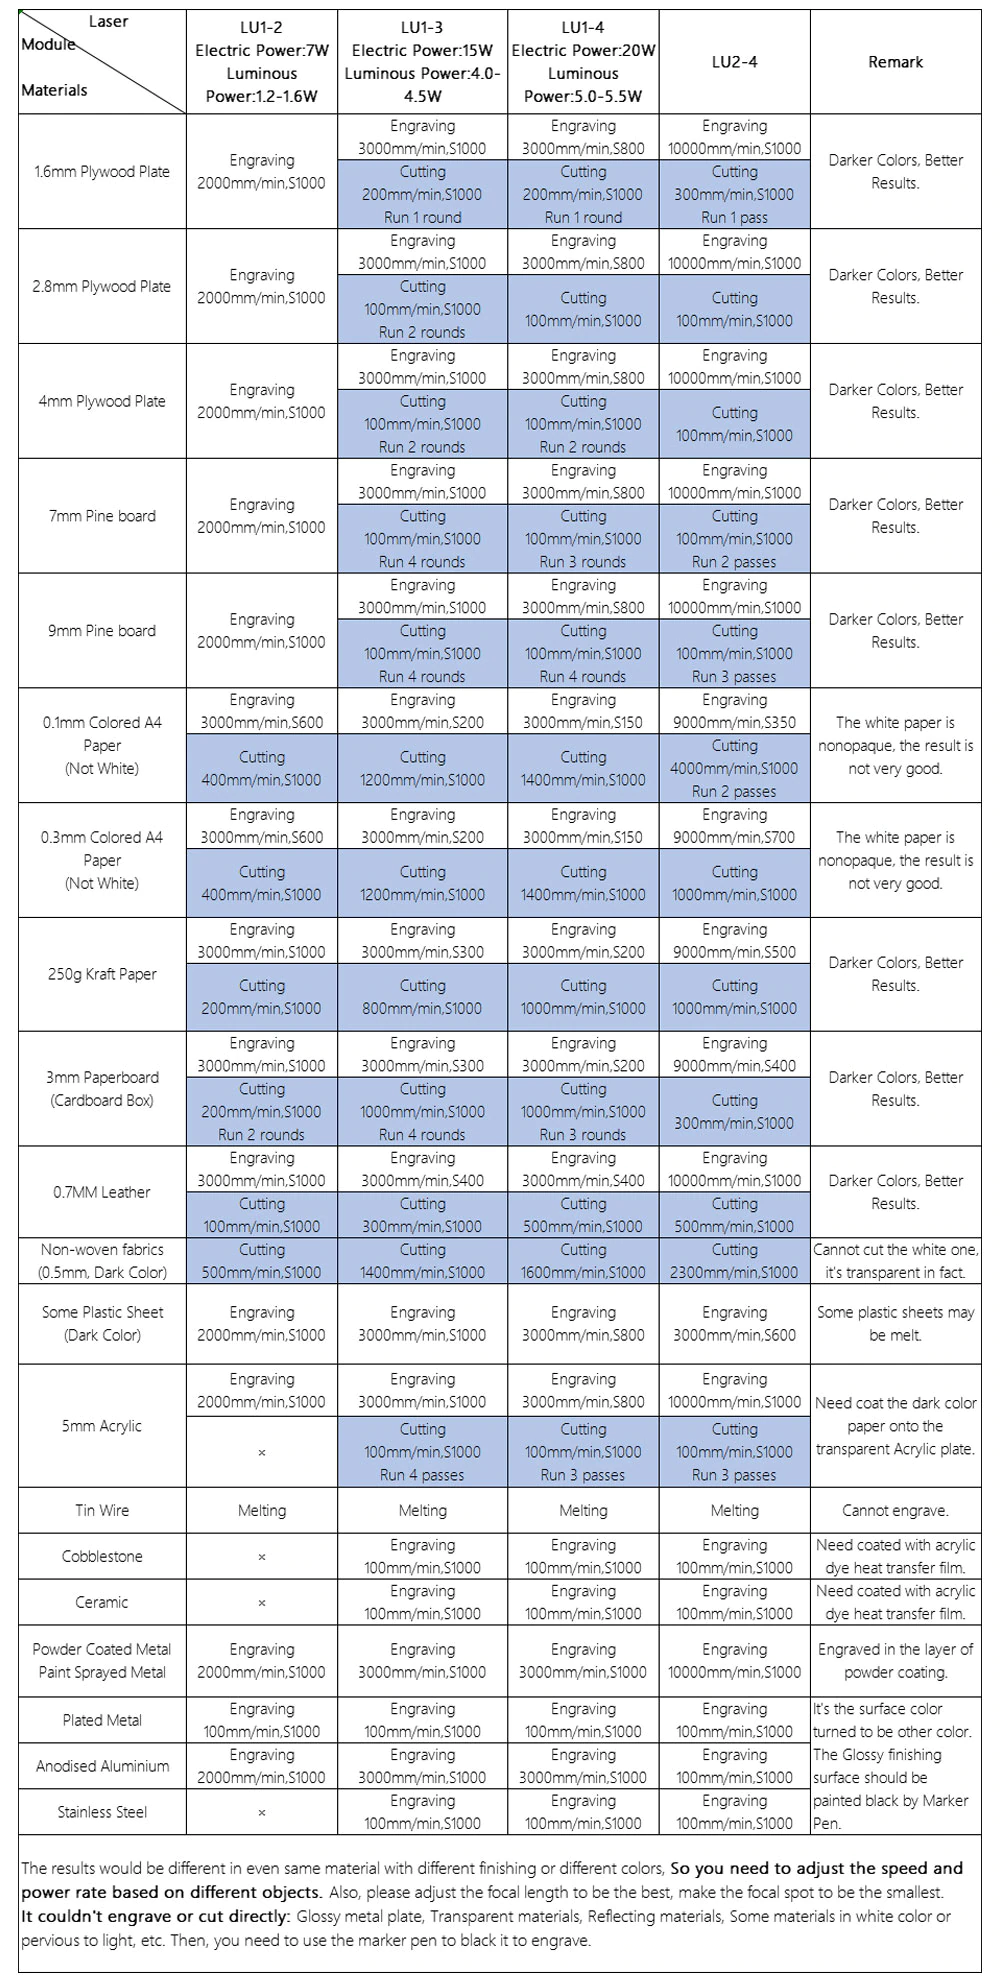 Laser
Module
Materials
LU1-2
Electric Power:7W
Luminous
Power:1.2-1.6W
LU1-3
Electric Power:15W
Luminous Power:4.0-
4.5W
LU1-4
Electric Power:20W
Luminous
Power:5.0-5.5W
LU2-4
Remark
1.6mm Plywood Plate
Engraving
2000mm/min,S1000
Engraving
3000mm/min,S1000
Cutting
200mm/min,S1000
Run 1 round
Engraving
3000mm/min,S800
Cutting
200mm/min,S1000
Run 1 round
Engraving
10000mm/min,S1000
Cutting
300mm/min,S1000
Run 1 pass
Darker Colors, Better
Results.
2.8mm Plywood Plate
Engraving
2000mm/min,S1000
Engraving
3000mm/min,S1000
Cutting
100mm/min,S1000
Run 2 rounds
Engraving
3000mm/min,S800
Cutting
100mm/min,S1000
Engraving
10000mm/min,S1000
Cutting
100mm/min,S1000
Darker Colors, Better
Results.
4mm Plywood Plate
Engraving
2000mm/min,S1000
Engraving
3000mm/min,S1000
Cutting
100mm/min,S1000
Run 2 rounds
Engraving
3000mm/min,S800
Cutting
100mm/min,S1000
Run 2 rounds
Engraving
10000mm/min,S1000
Cutting
100mm/min,S1000
Darker Colors, Better
Results.
7mm Pine board
Engraving
2000mm/min,S1000
Engraving
3000mm/min,S1000
Cutting
100mm/min,S1000
Run 4 rounds
Engraving
3000mm/min,S800
Cutting
100mm/min,S1000
Run 3 rounds
Engraving
10000mm/min,S1000
Cutting
100mm/min,S1000
Run 2 passes
Darker Colors, Better
Results.
9mm Pine board
Engraving
2000mm/min,S1000
Engraving
3000mm/min,S1000
Cutting
100mm/min,S1000
Run 4 rounds
Engraving
3000mm/min,S800
Cutting
100mm/min,S1000
Run 4 rounds
Engraving
10000mm/min,S1000
Cutting
100mm/min,S1000
Run 3 passes
Darker Colors, Better
Results.
0.1mm Colored A4
Paper
(Not White)
Engraving
3000mm/min,S600
Cutting
400mm/min,S1000
Engraving
3000mm/min,S200
Cutting
1200mm/min,S1000
Engraving
3000mm/min,S150
Cutting
1400mm/min,S1000
Engraving
9000mm/min,S350
Cutting
4000mm/min,S1000
Run 2 passes
The white paper is
nonopaque, the result is
not very good.
0.3mm Colored A4
Paper
(Not White)
Engraving
3000mm/min,S600
Cutting
400mm/min,S1000
Engraving
3000mm/min,S200
Cutting
1200mm/min,S1000
Engraving
3000mm/min,S150
Cutting
1400mm/min,S1000
Engraving
9000mm/min,S700
Cutting
1000mm/min,S1000
The white paper is
nonopaque, the result is
not very good.
250g Kraft Paper
Engraving
3000mm/min,S1000
Cutting
200mm/min,S1000
Engraving
3000mm/min,S300
Cutting
800mm/min,S1000
Engraving
3000mm/min,S200
Cutting
1000mm/min,S1000
Engraving
9000mm/min,S500
Cutting
1000mm/min,S1000
Darker Colors, Better
Results.
3mm Paperboard
(Cardboard Box)
Engraving
3000mm/min,S1000
Cutting
200mm/min,S1000
Run 2 rounds
Engraving
3000mm/min,S300
Cutting
1000mm/min,S1000
Run 4 rounds
Engraving
3000mm/min,S200
Cutting
1000mm/min,S1000
Run 3 rounds
Engraving
9000mm/min,S400
Cutting
300mm/min,S1000
Darker Colors, Better
Results.
0.7MM Leather
Engraving
3000mm/min,S1000
Cutting
100mm/min,S1000
Engraving
3000mm/min,S400
Cutting
300mm/min,S1000
Engraving
3000mm/min,S400
Cutting
500mm/min,S1000
Engraving
10000mm/min,S1000
Cutting
500mm/min,S1000
Darker Colors, Better
Results.
Non-woven fabrics
(0.5mm, Dark Color)
Cutting
500mm/min,S1000
Cutting
1400mm/min,S1000
Cutting
1600mm/min,S1000
Cutting
2300mm/min,S1000
Cannot cut the white one,
it's transparent in fact.
Some Plastic Sheet
(Dark Color)
Engraving
2000mm/min,S1000
Engraving
3000mm/min,S1000
Engraving
3000mm/min,S800
Engraving
3000mm/min,S600
Some plastic sheets may
be melt.
5mm Acrylic
Engraving
2000mm/min,S1000
×
Engraving
3000mm/min,S1000
Cutting
100mm/min,S1000
Run 4 passes
Engraving
3000mm/min,S800
Cutting
100mm/min,S1000
Run 3 passes
Engraving
10000mm/min,S1000
Cutting
100mm/min,S1000
Run 3 passes
Need coat the dark color
paper onto the
transparent Acrylic plate.
Tin Wire
Melting
Melting
Melting
Melting
Cannot engrave.
Cobblestone
×
Engraving
100mm/min,S1000
Engraving
100mm/min,S1000
Engraving
100mm/min,S1000
Need coated with acrylic
dye heat transfer film.
Ceramic
×
Engraving
100mm/min,S1000
Engraving
100mm/min,S1000
Engraving
100mm/min,S1000
Need coated with acrylic
dye heat transfer film.
Powder Coated Metal
Paint Sprayed Metal
Engraving
2000mm/min,S1000
Engraving
3000mm/min,S1000
Engraving
3000mm/min,S1000
Engraving
10000mm/min,S1000
Engraved in the layer of
powder coating.
Plated Metal
Engraving
100mm/min,S1000
Engraving
100mm/min,S1000
Engraving
100mm/min,S1000
Engraving
100mm/min,S1000
Anodised Aluminium
Engraving
2000mm/min,S1000
Engraving
3000mm/min,S1000
Engraving
3000mm/min,S1000
Engraving
100mm/min,S1000
Stainless Steel
×
Engraving
100mm/min,S1000
Engraving
100mm/min,S1000
Engraving
100mm/min,S1000
It's the surface color
turned to be other color.
The Glossy finishing
surface should be
painted black by Marker
Pen.
The results would be different in even same material with different finishing or different colors, So you need to adjust the speed and
power rate based on different objects. Also, please adjust the focal length to be the best, make the focal spot to be the smallest.
It couldn't engrave or cut directly: Glossy metal plate, Transparent materials, Reflecting materials, Some materials in white color or
pervious to light, etc. Then, you need to use the marker pen to black it to engrave.